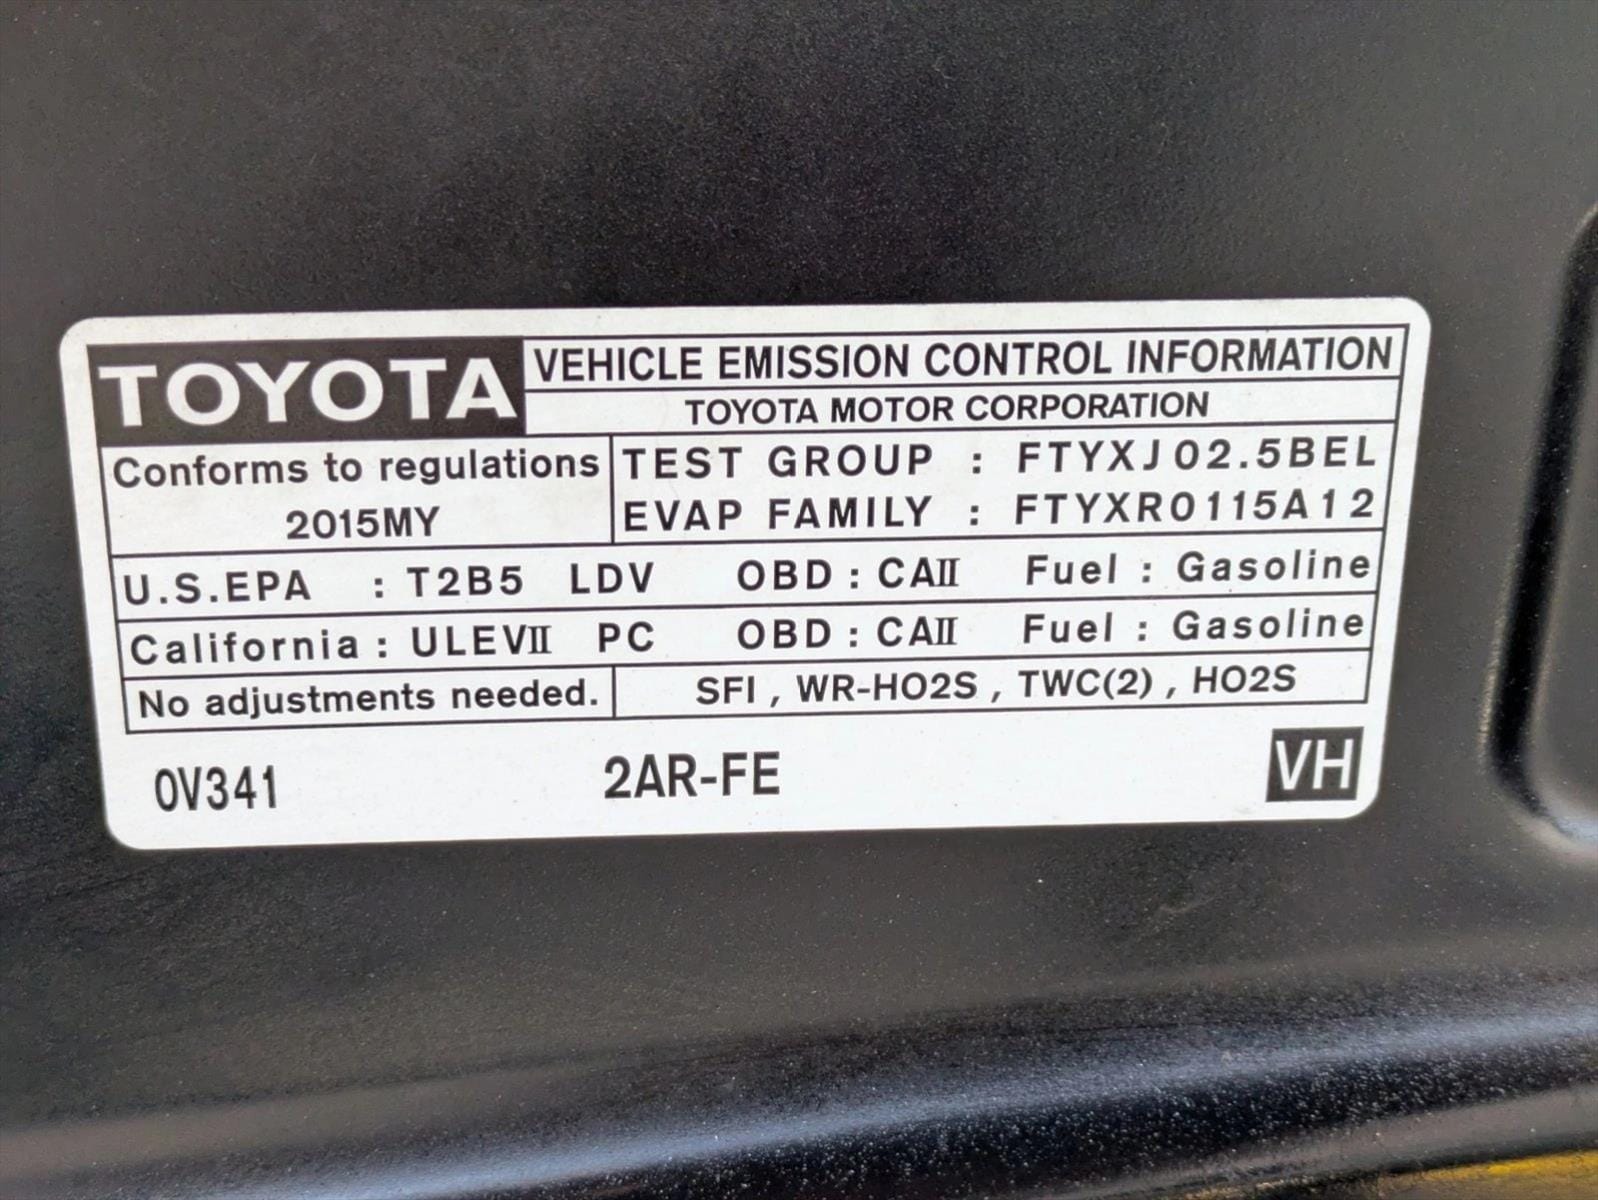 TOYOTA
VEHICLE EMISSION CONTROL INFORMATION
TOYOTA MOTOR CORPORATION
Conforms to regulations
2015MY
TEST GROUP : FTYXJ02.5BEL
EVAP FAMILY : FTYXR0115A12
U.S.EPA : T2B5 LDV OBD : CAⅡ Fuel : Gasoline
California : ULEVⅡ PC OBD : CAⅡ Fuel : Gasoline
No adjustments needed.
SFI , WR-HO2S , TWC(2) , HO2S
0V341
2AR-FE
VH